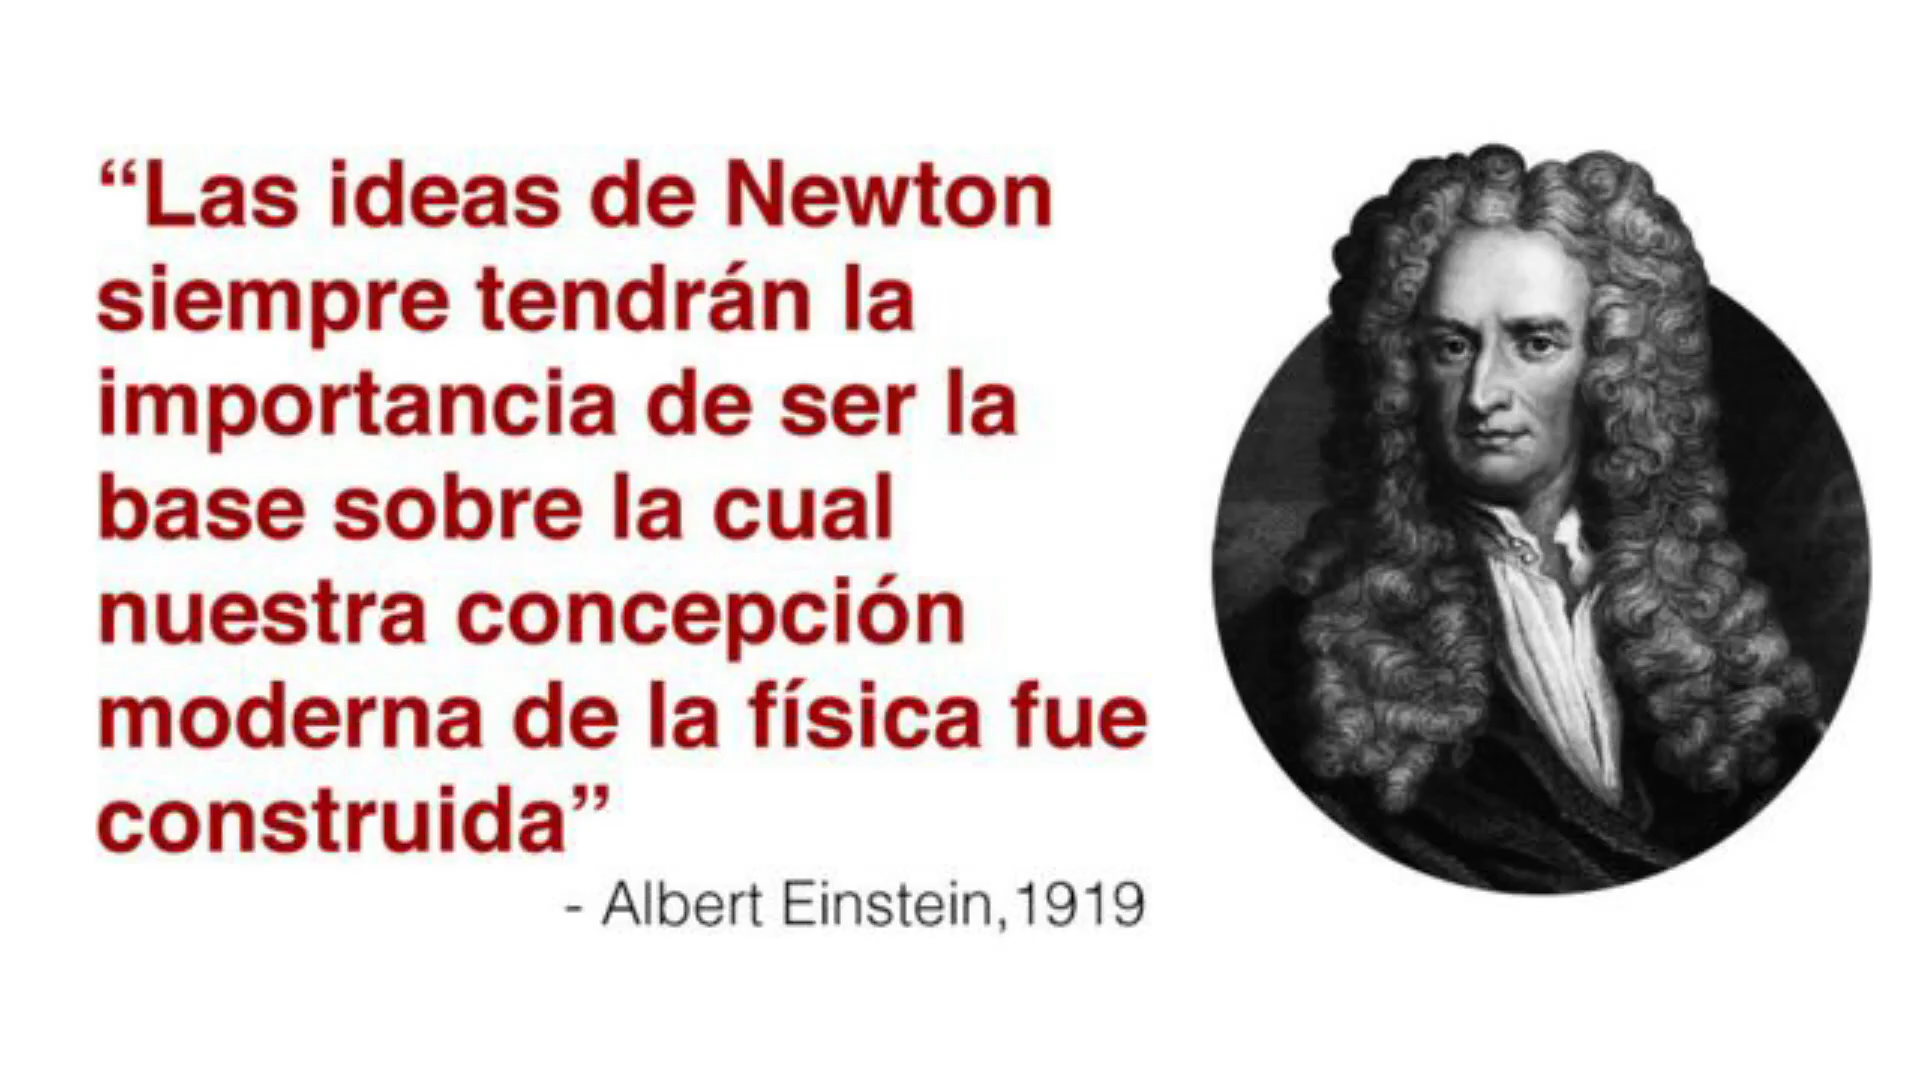 “Las ideas de Newton
siempre tendrán la
importancia de ser la
base sobre la cual
nuestra concepción
moderna de la física fue
construida”
- Albert Einstein,1919